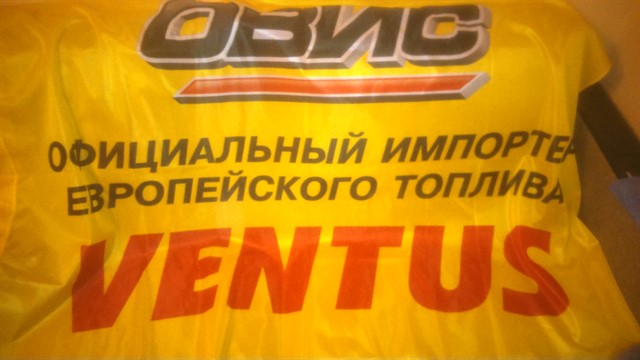 ОВИС
ОФИЦИАЛЬНЫЙ ИМПОРТЕР
ЕВРОПЕЙСКОГО ТОПЛИВА
VENTUS